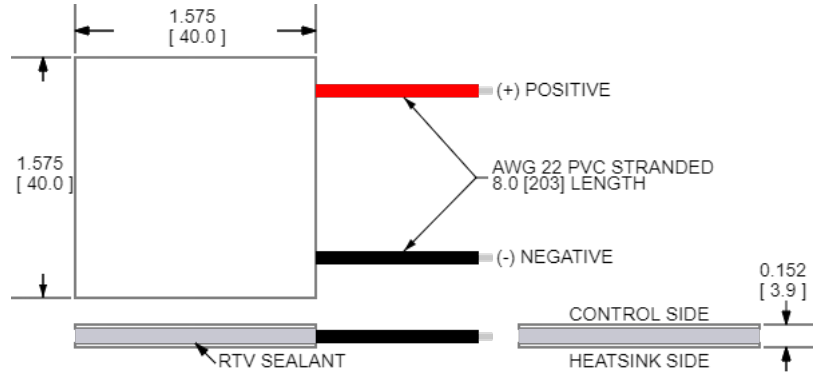 1.575
[ 40.0 ]
(+) POSITIVE
1.575
[ 40.0 ]
AWG 22 PVC STRANDED
8.0 [203] LENGTH
(-) NEGATIVE
0.152
[ 3.9 ]
CONTROL SIDE
RTV SEALANT
HEATSINK SIDE